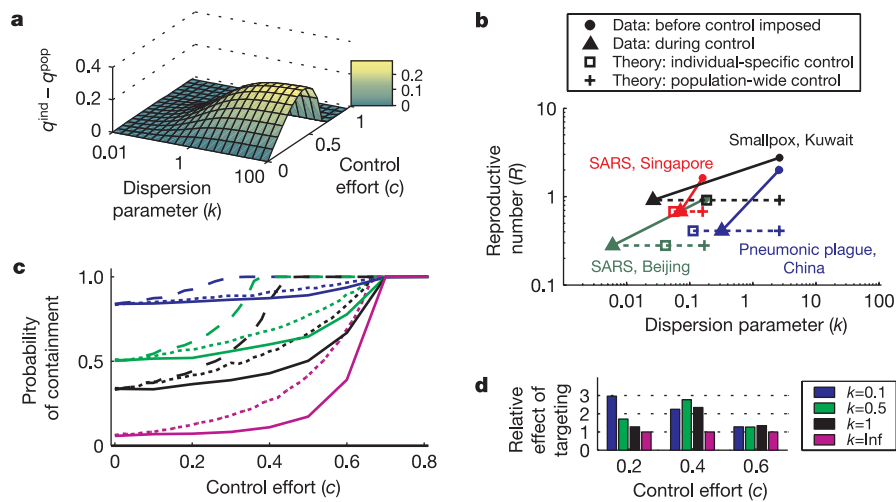 a
q^ind – q^pop
0.4
0.2
0
0.01
1
100
Dispersion
parameter (k)
0
0.5
1
Control
effort (c)
0.2
0.1
0
b
Data: before control imposed
Data: during control
Theory: individual-specific control
Theory: population-wide control
Reproductive
number (R)
10
1
0.1
Smallpox, Kuwait
SARS, Singapore
SARS, Beijing
Pneumonic plague,
China
0.01
0.1
1
10
100
Dispersion parameter (k)
c
Probability
of containment
1.0
0.5
0
0
0.2
0.4
0.6
0.8
Control effort (c)
d
Relative
effect of
targeting
3
2
1
0.2
0.4
0.6
Control effort (c)
k=0.1
k=0.5
k=1
k=Inf